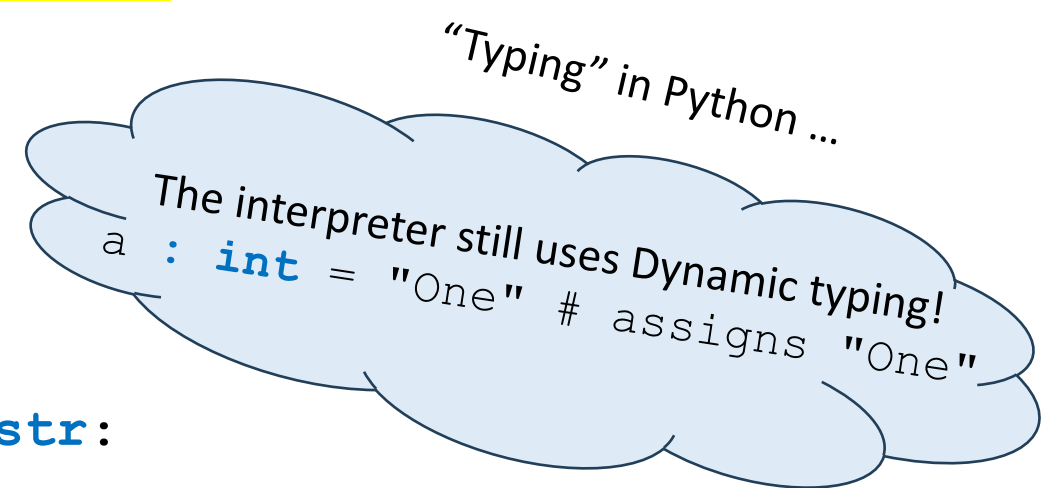 “Typing” in Python …
The interpreter still uses Dynamic typing!
a : int = "One" # assigns "One"
str: